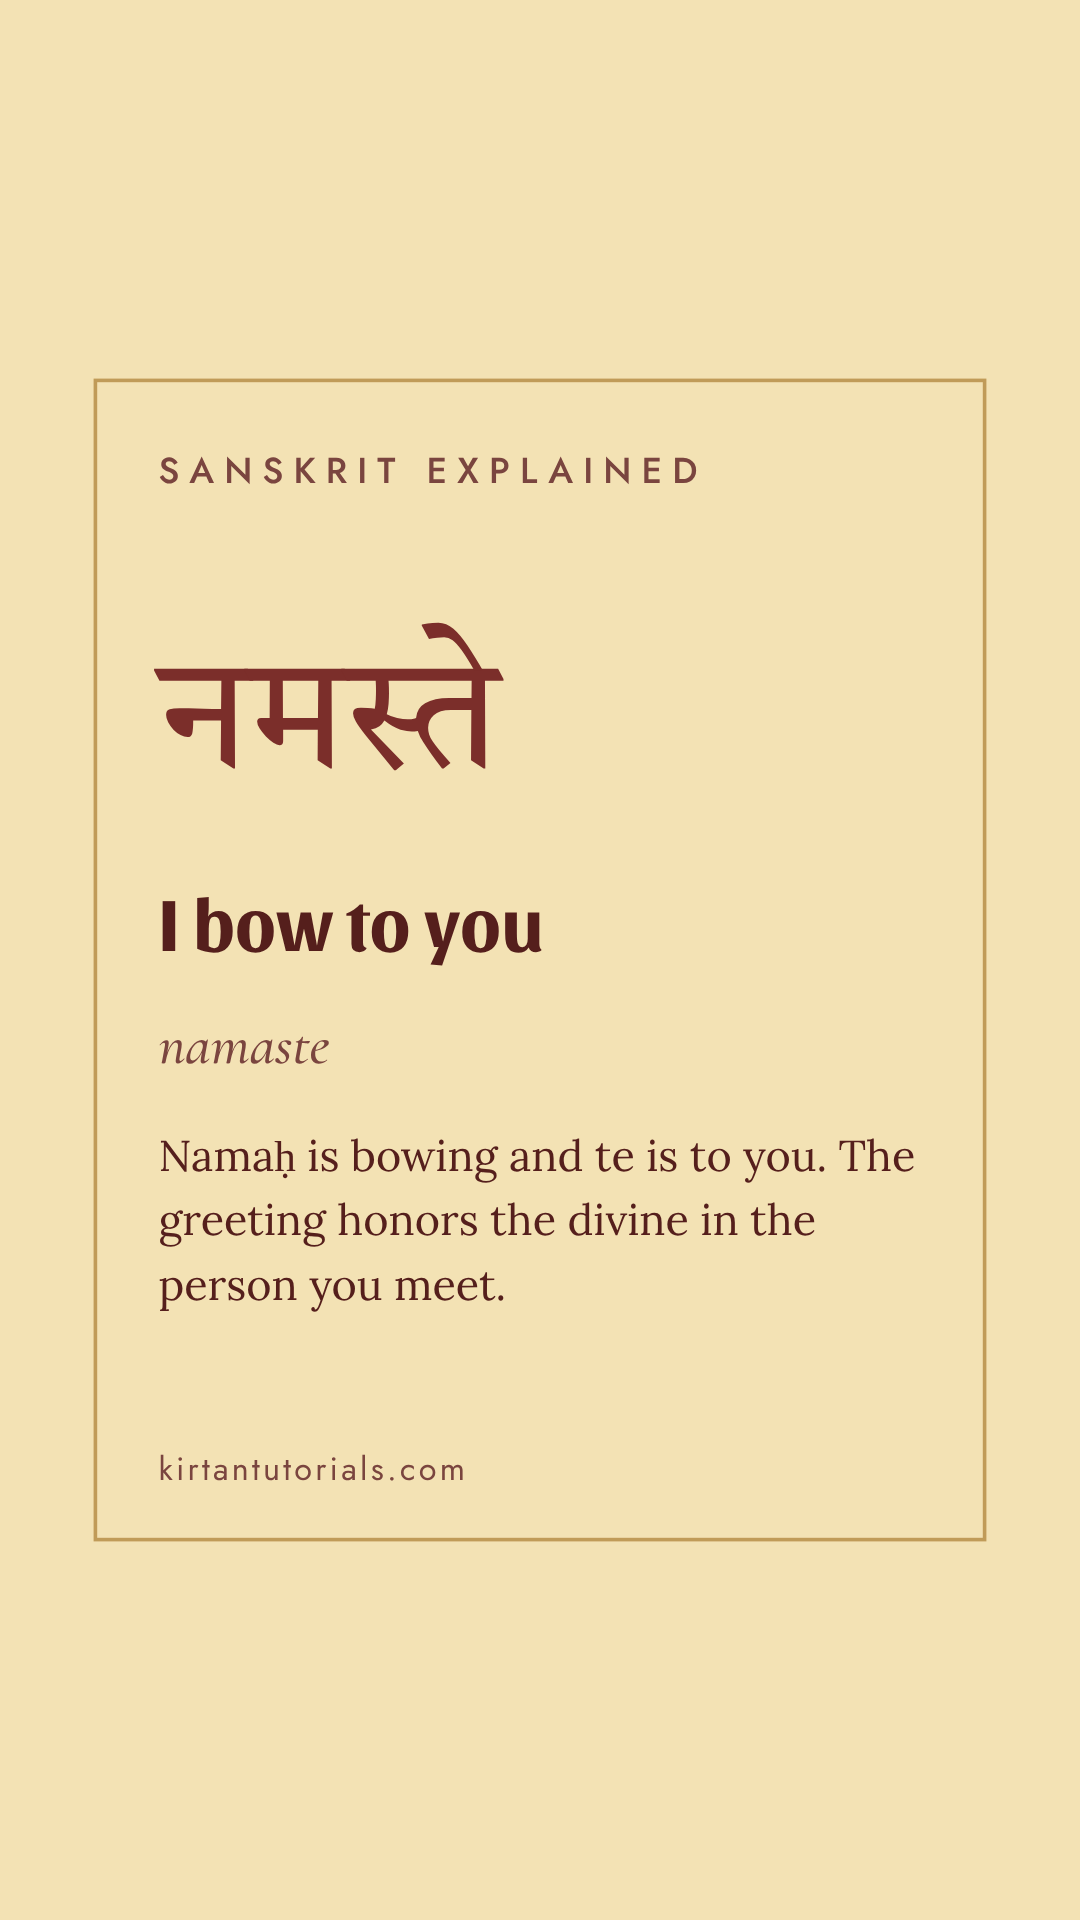 SANSKRIT EXPLAINED
नमस्ते
I bow to you
namaste
Namaḥ is bowing and te is to you. The
greeting honors the divine in the
person you meet.
kirtantutorials.com